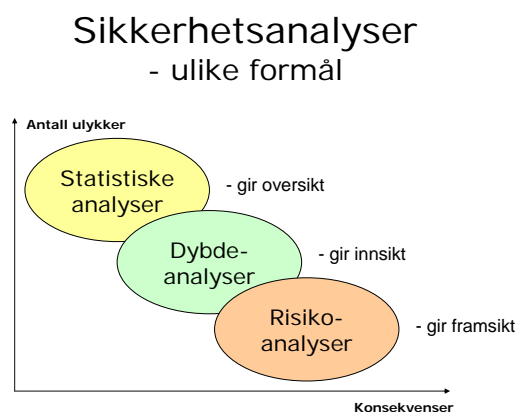 Sikkerhetsanalyser
- ulike formål
Antall ulykker
Statistiske
analyser
- gir oversikt
Dybde-
analyser
- gir innsikt
Risiko-
analyser
- gir framsikt
Konsekvenser